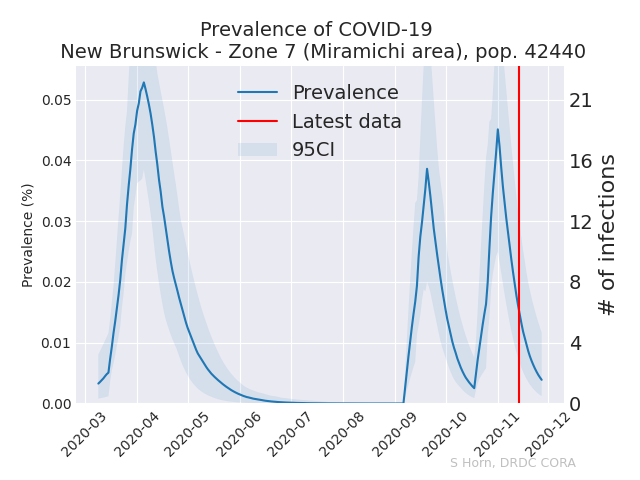 Prevalence of COVID-19
New Brunswick - Zone 7 (Miramichi area), pop. 42440
Prevalence
Latest data
95CI
Prevalence (%)
0.05
0.04
0.03
0.02
0.01
0.00
21
16
12
8
4
0
# of infections
2020-03
2020-04
2020-05
2020-06
2020-07
2020-08
2020-09
2020-10
2020-11
2020-12
S Horn, DRDC CORA